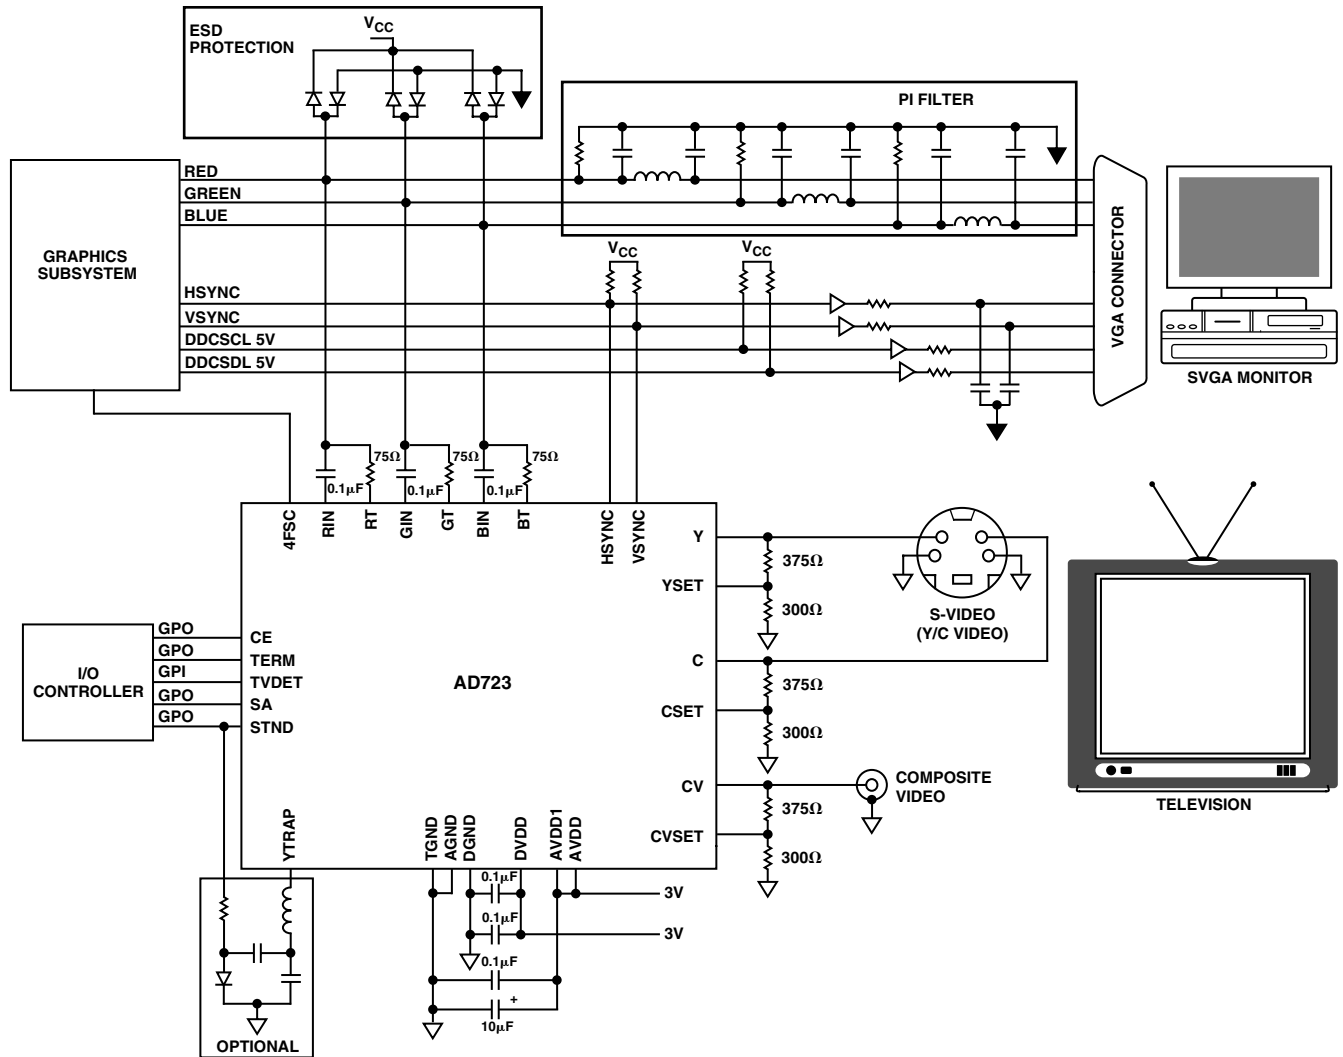 ESD
PROTECTION
VCC
PI FILTER
GRAPHICS
SUBSYSTEM
RED
GREEN
BLUE
HSYNC
VSYNC
DDCSCL 5V
DDCSDL 5V
VCC
VCC
VGA CONNECTOR
SVGA MONITOR
75Ω
75Ω
75Ω
0.1µF
0.1µF
0.1µF
4FSC
RIN
RT
GIN
GT
BIN
BT
HSYNC
VSYNC
I/O
CONTROLLER
GPO
GPO
GPI
GPO
GPO
CE
TERM
TVDET
SA
STND
AD723
Y
YSET
C
CSET
CV
CVSET
375Ω
300Ω
375Ω
300Ω
375Ω
300Ω
S-VIDEO
(Y/C VIDEO)
COMPOSITE
VIDEO
TELEVISION
YTRAP
TGND
AGND
DGND
DVDD
AVDD1
AVDD
0.1µF
3V
0.1µF
3V
0.1µF
+
10µF
OPTIONAL